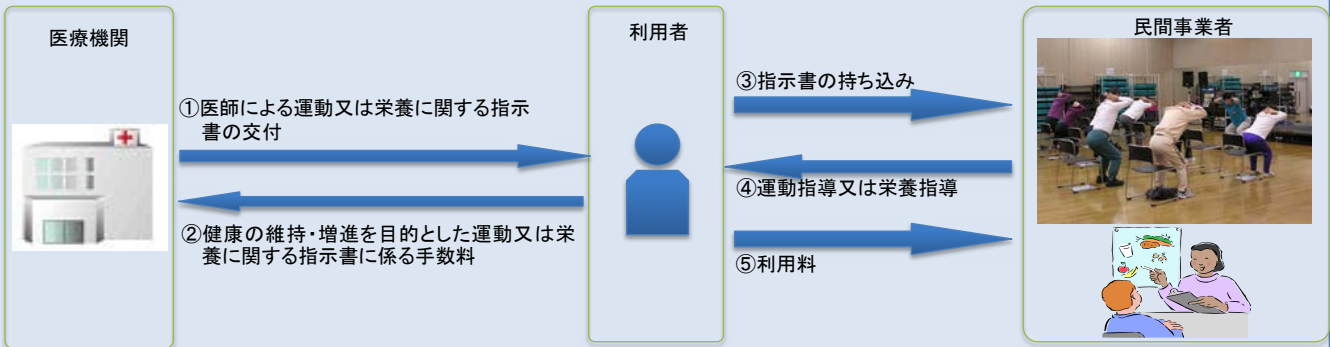 医療機関
利用者
民間事業者
①医師による運動又は栄養に関する指示
書の交付
②健康の維持・増進を目的とした運動又は栄
養に関する指示書に係る手数料
③指示書の持ち込み
④運動指導又は栄養指導
⑤利用料